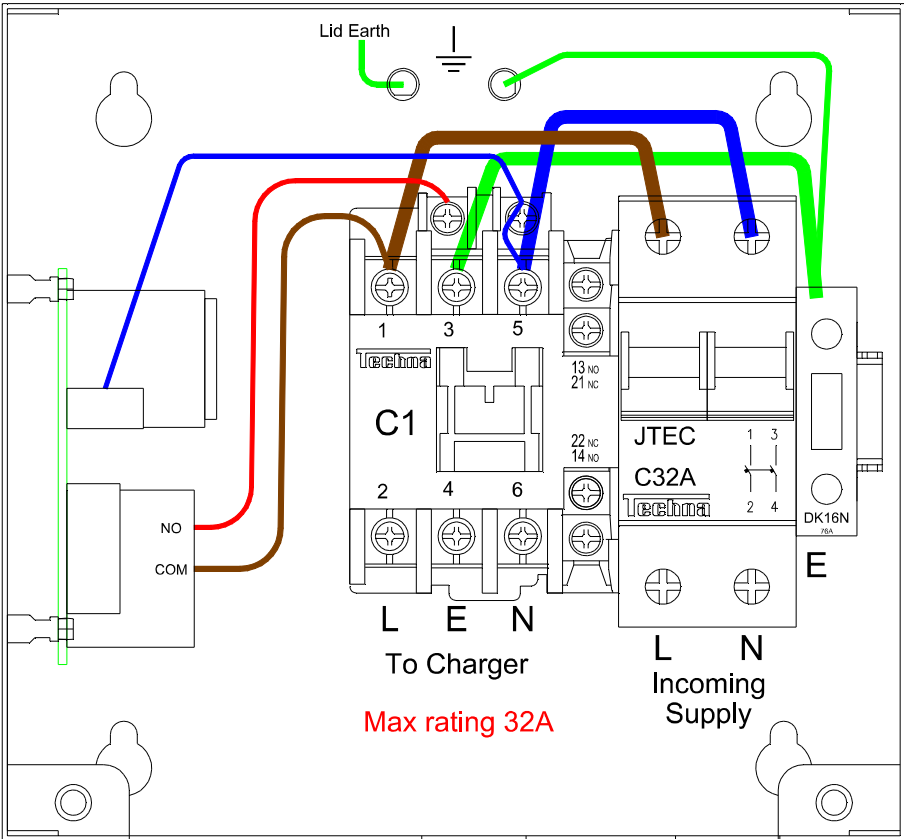 Lid Earth
1 3 5
Techna
13 NO
21 NC
C1
22 NC
14 NO
JTEC
1 3
C32A
2 4
Techna
2 4 6
DK16N
76A
NO
COM
E
L E N
To Charger
L N
Incoming
Supply
Max rating 32A